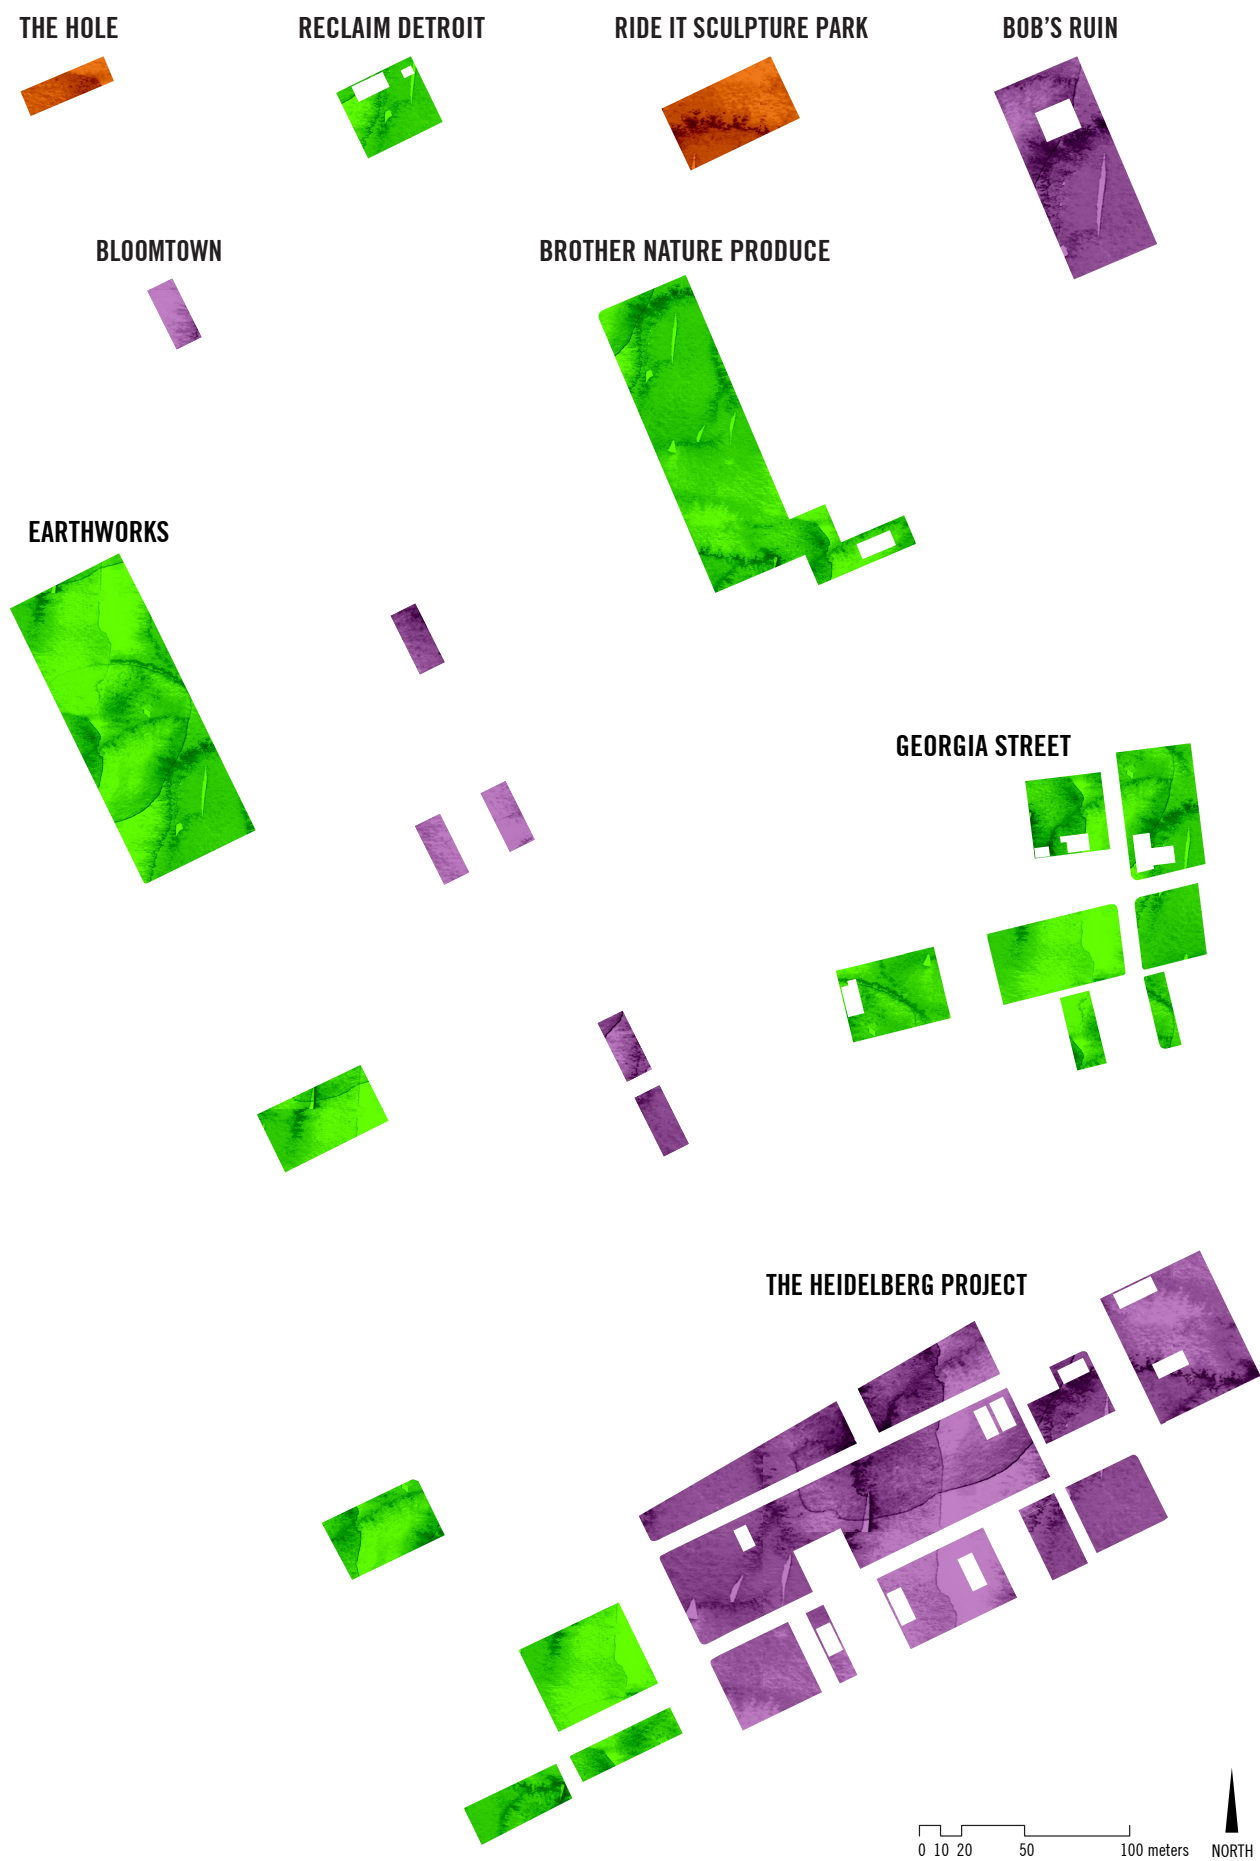 THE HOLE
RECLAIM DETROIT
RIDE IT SCULPTURE PARK
BOB’S RUIN
BLOOMTOWN
BROTHER NATURE PRODUCE
EARTHWORKS
GEORGIA STREET
THE HEIDELBERG PROJECT
0 10 20 50 100 meters
NORTH